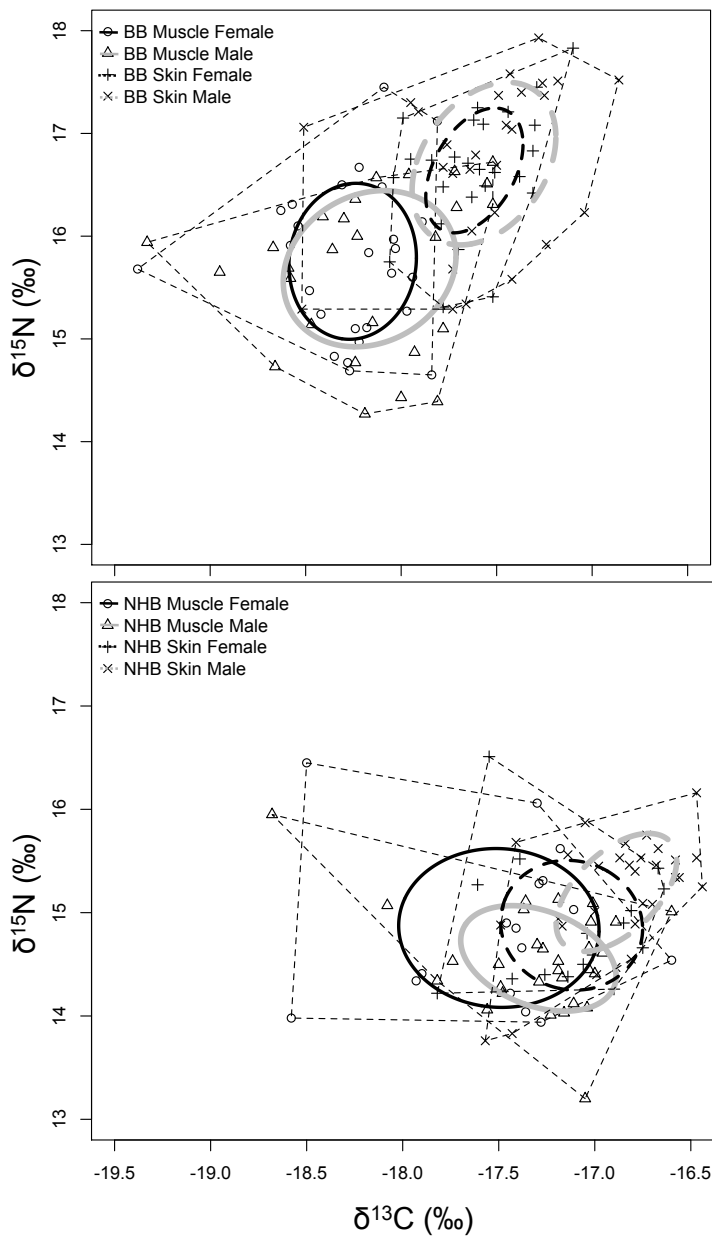 BB Muscle Female
BB Muscle Male
BB Skin Female
BB Skin Male
18
17
16
15
14
13
δ15N (‰)
NHB Muscle Female
NHB Muscle Male
NHB Skin Female
NHB Skin Male
18
17
16
15
14
13
δ15N (‰)
-19.5 -19.0 -18.5 -18.0 -17.5 -17.0 -16.5
δ13C (‰)